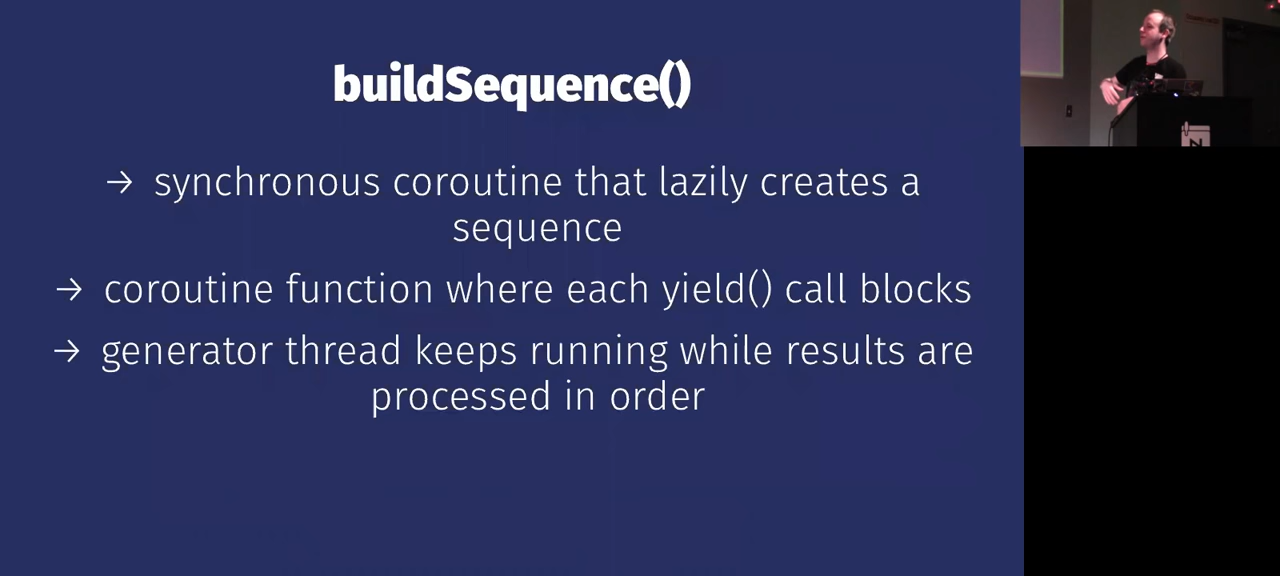 buildSequence()
→ synchronous coroutine that lazily creates a
sequence
→ coroutine function where each yield() call blocks
→ generator thread keeps running while results are
processed in order